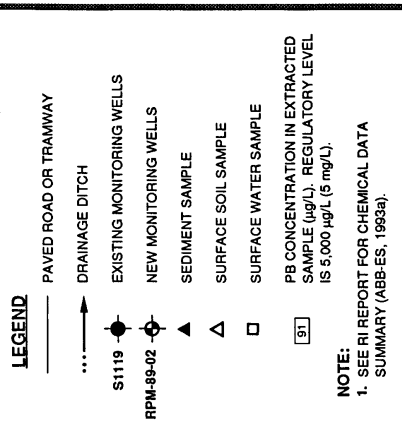 LEGEND
PAVED ROAD OR TRAMWAY
DRAINAGE DITCH
S1119 EXISTING MONITORING WELLS
RPM-89-02 NEW MONITORING WELLS
SEDIMENT SAMPLE
SURFACE SOIL SAMPLE
SURFACE WATER SAMPLE
91 PB CONCENTRATION IN EXTRACTED
SAMPLE (µg/L). REGULATORY LEVEL
IS 5,000 µg/L (5 mg/L).
NOTE:
1. SEE RI REPORT FOR CHEMICAL DATA
SUMMARY (ABB-ES, 1993a).